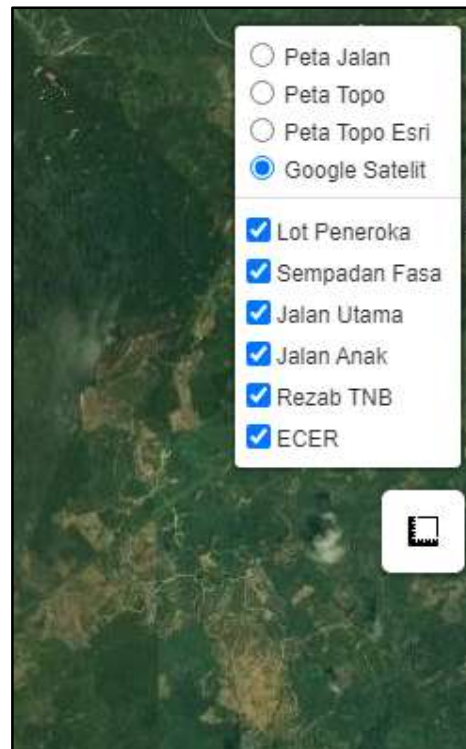 Peta Jalan
Peta Topo
Peta Topo Esri
Google Satelit
Lot Peneroka
Sempadan Fasa
Jalan Utama
Jalan Anak
Rezab TNB
ECER